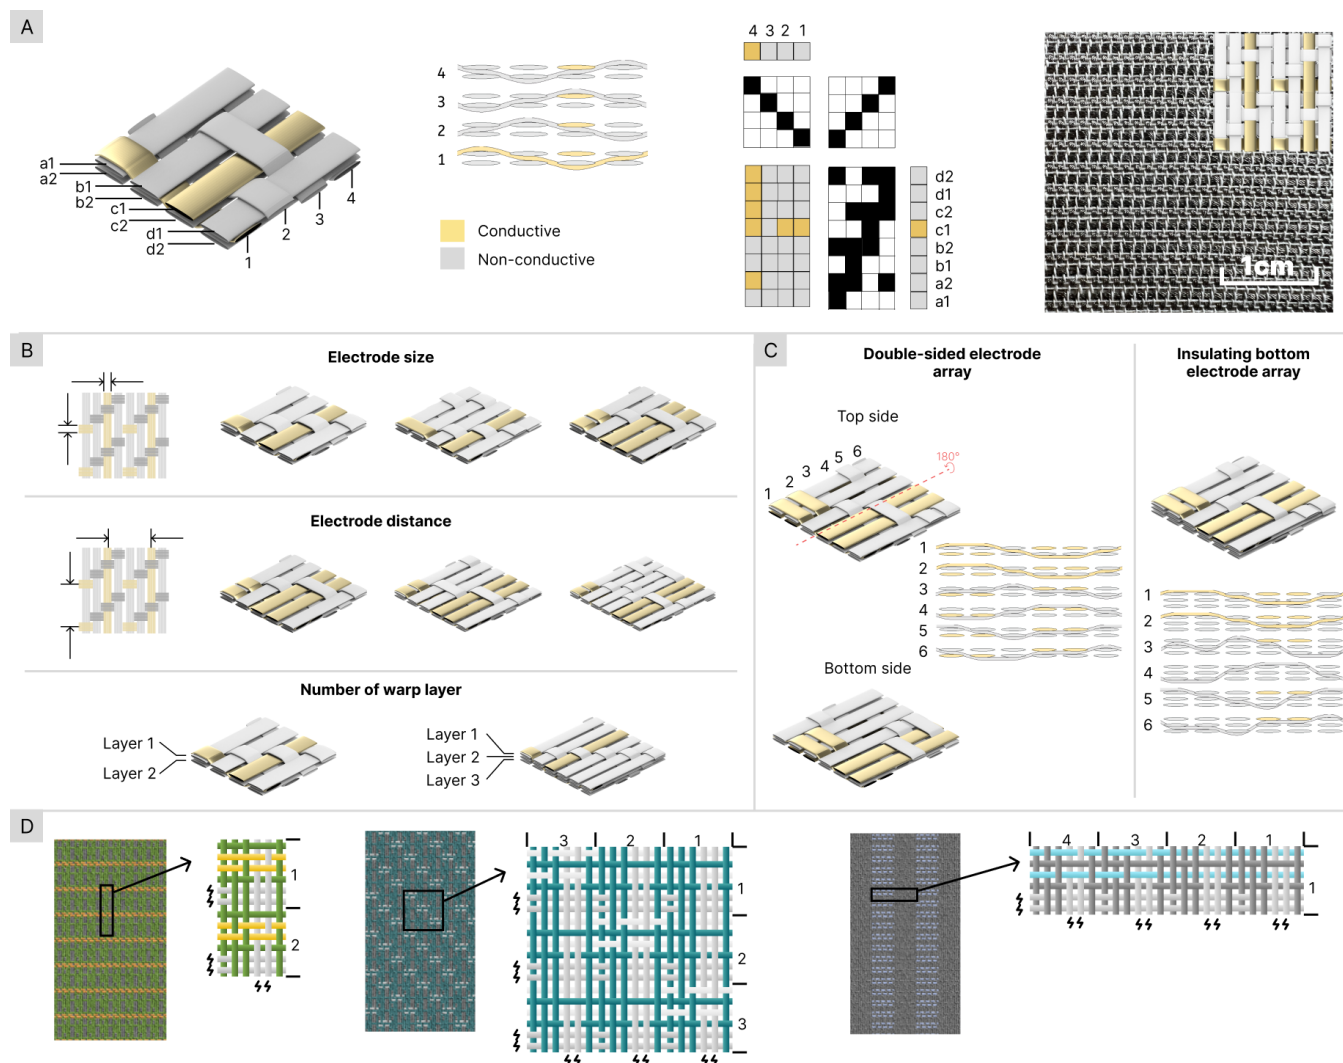 A
a1
a2
b1
b2
c1
c2
d1
d2
1
2
3
4
4
3
2
1
Conductive
Non-conductive
4 3 2 1
d2
d1
c2
c1
b2
b1
a2
a1
1cm
B
Electrode size
Electrode distance
Number of warp layer
Layer 1
Layer 2
Layer 1
Layer 2
Layer 3
C
Double-sided electrode
array
Top side
1 2 3 4 5 6
180°
1
2
3
4
5
6
Bottom side
Insulating bottom
electrode array
1
2
3
4
5
6
D
1
2
3 2 1
1
2
3
4 3 2 1
1